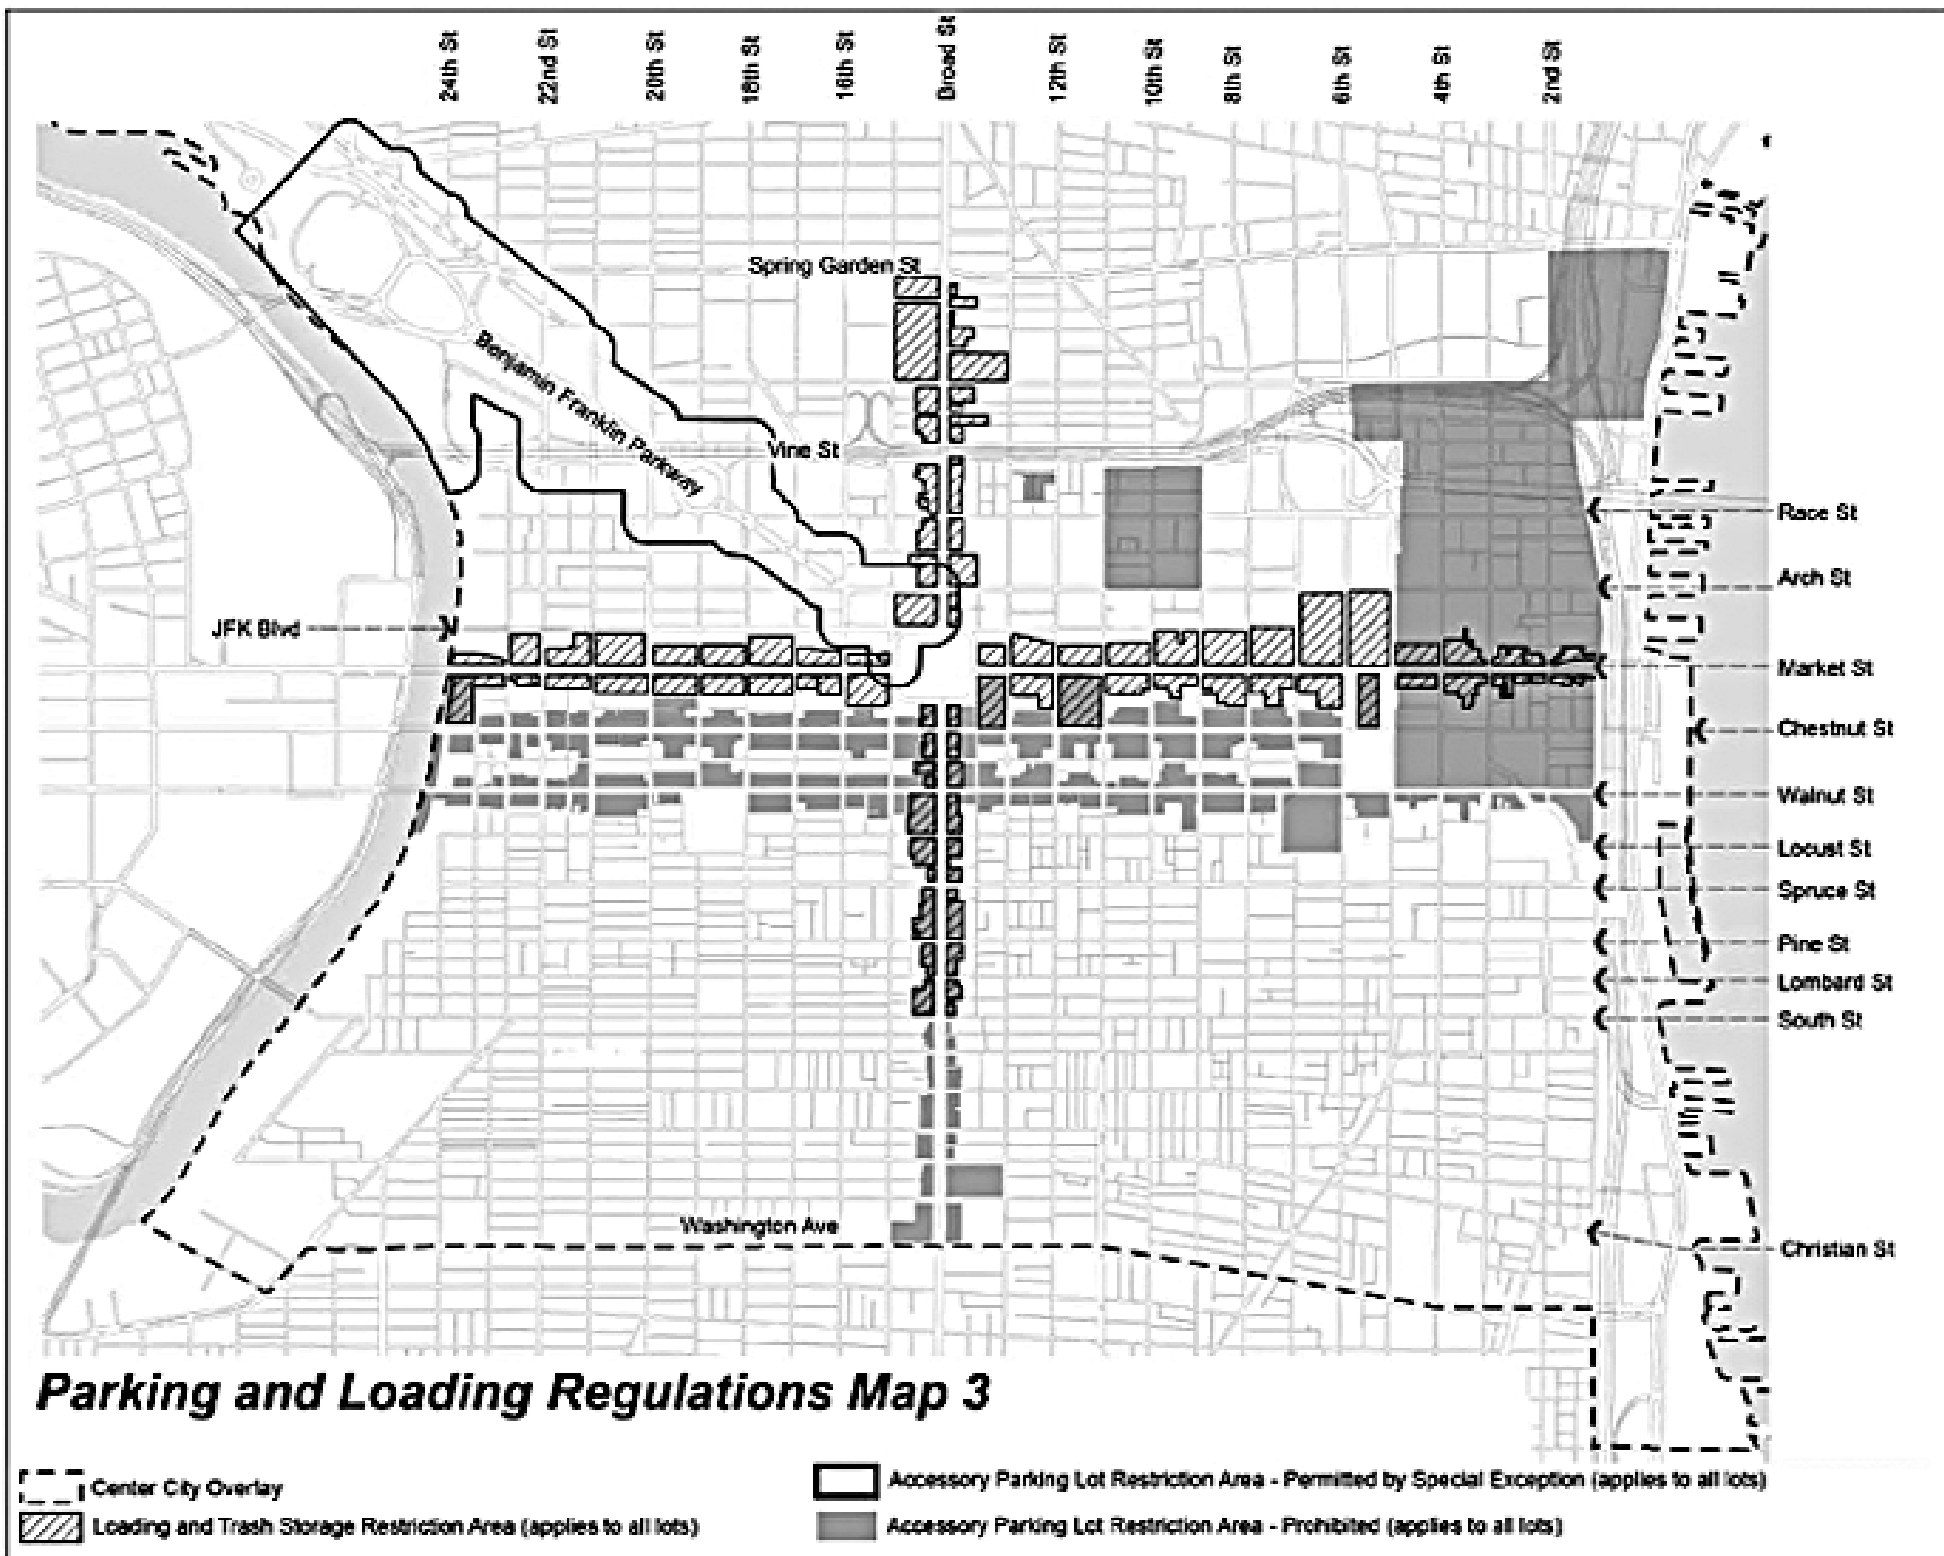 24th St
22nd St
20th St
18th St
16th St
Broad St
12th St
10th St
8th St
6th St
4th St
2nd St
Spring Garden St
Benjamin Franklin Parkway
Vine St
Race St
Arch St
JFK Blvd
Market St
Chestnut St
Walnut St
Locust St
Spruce St
Pine St
Lombard St
South St
Washington Ave
Christian St
Parking and Loading Regulations Map 3
Center City Overlay
Accessory Parking Lot Restriction Area - Permitted by Special Exception (applies to all lots)
Loading and Trash Storage Restriction Area (applies to all lots)
Accessory Parking Lot Restriction Area - Prohibited (applies to all lots)